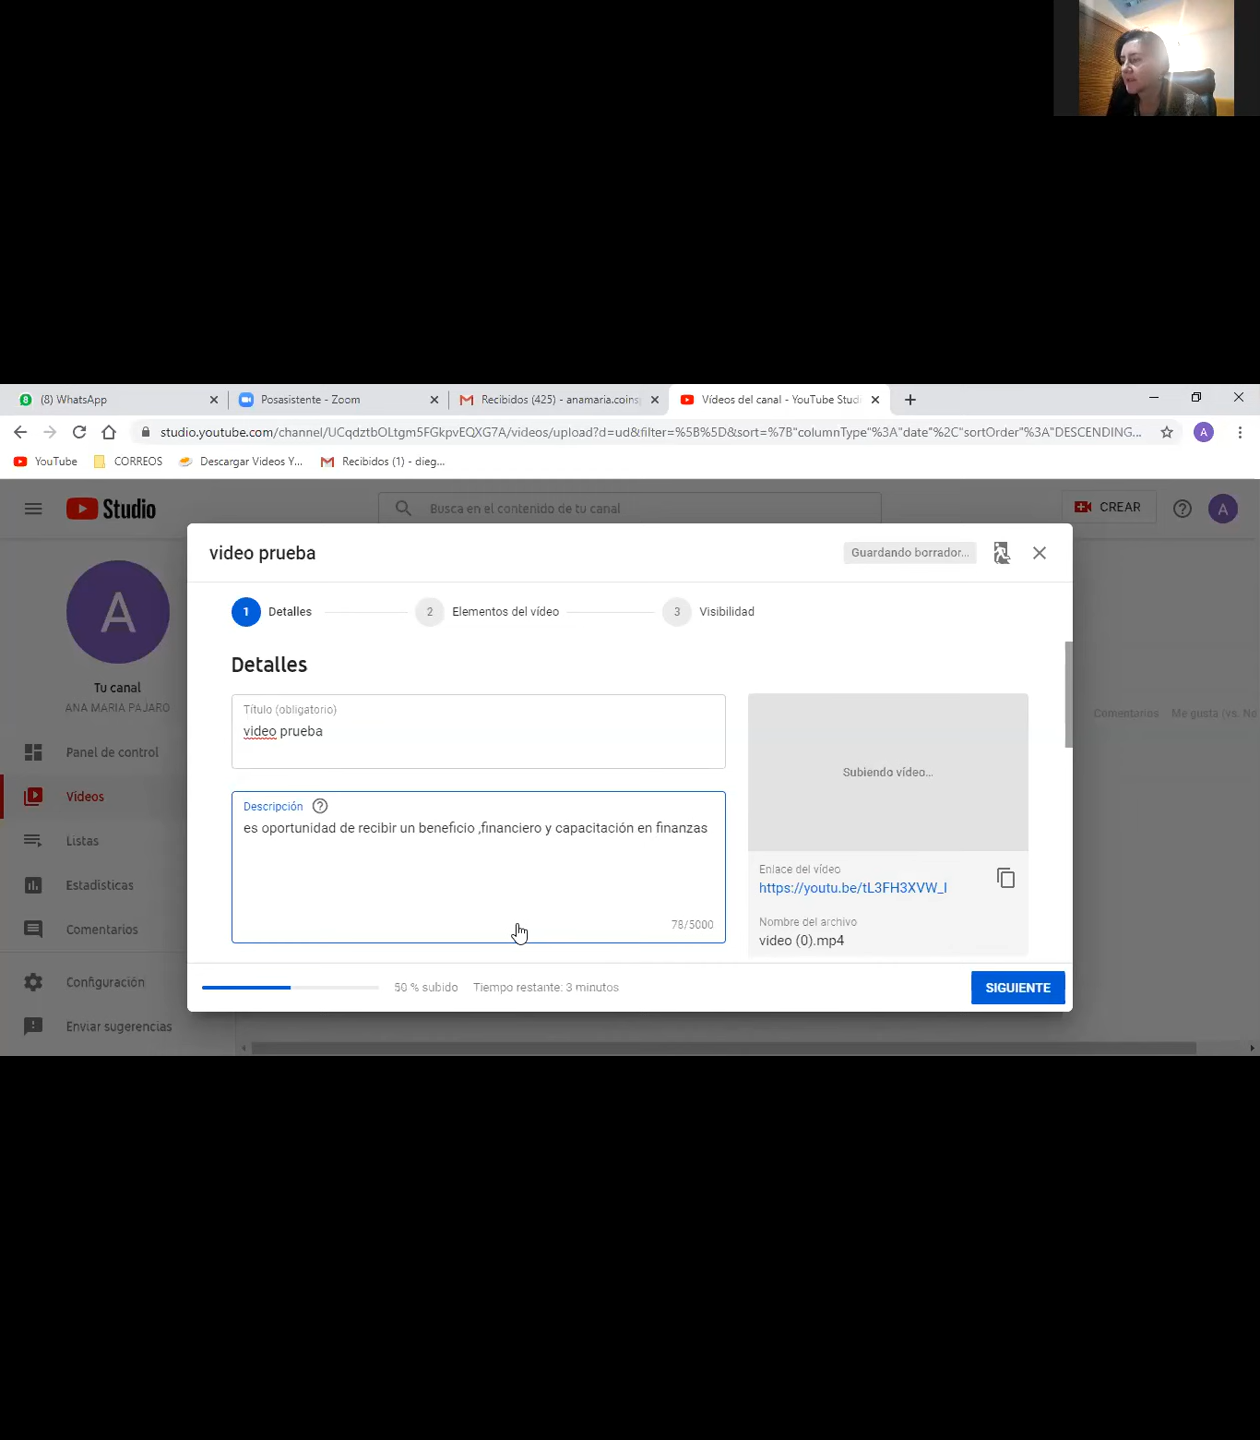 (8) WhatsApp
Posasistente - Zoom
Recibidos (425) - anamaria.coins
Vídeos del canal - YouTube Studi
studio.youtube.com/channel/UCqdztbOLtgm5FGkpvEQXG7A/videos/upload?d=ud&filter=%5B%5D&sort=%7B"columnType"%3A"date"%2C"sortOrder"%3A"DESCENDING...
A
YouTube
CORREOS
Descargar Videos Y...
Recibidos (1) - dieg...
Studio
Busca en el contenido de tu canal
CREAR
A
video prueba
Guardando borrador...
1 Detalles
2 Elementos del vídeo
3 Visibilidad
A
Tu canal
ANA MARIA PAJARO
Panel de control
Vídeos
Listas
Estadísticas
Comentarios
Configuración
Enviar sugerencias
Detalles
Título (obligatorio)
video prueba
Descripción
es oportunidad de recibir un beneficio ,financiero y capacitación en finanzas
78/5000
Subiendo vídeo...
Enlace del vídeo
https://youtu.be/tL3FH3XVW_I
Nombre del archivo
video (0).mp4
Comentarios
Me gusta (vs. No
50 % subido
Tiempo restante: 3 minutos
SIGUIENTE